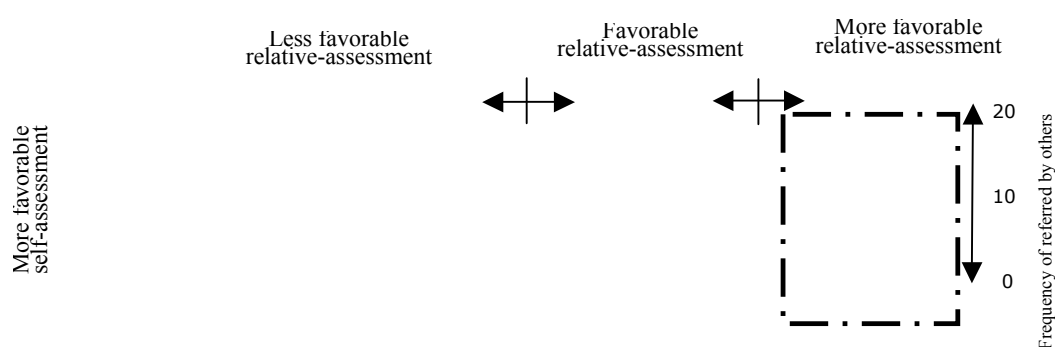 Less favorable
relative-assessment
Favorable
relative-assessment
More favorable
relative-assessment
More favorable
self-assessment
20
10
0
Frequency of referred by others